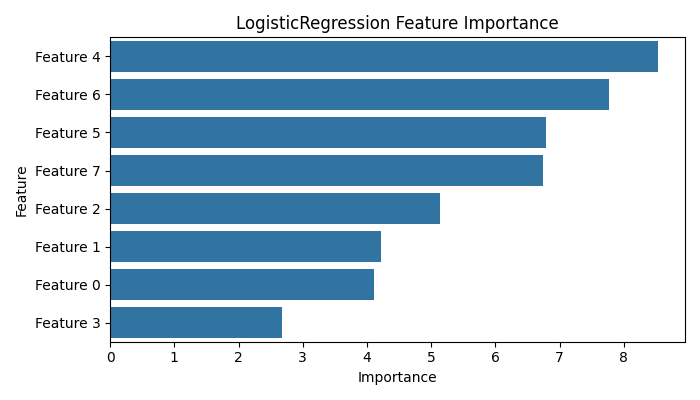 LogisticRegression Feature Importance
Feature 4
Feature 6
Feature 5
Feature 7
Feature 2
Feature 1
Feature 0
Feature 3
Feature
0 1 2 3 4 5 6 7 8
Importance